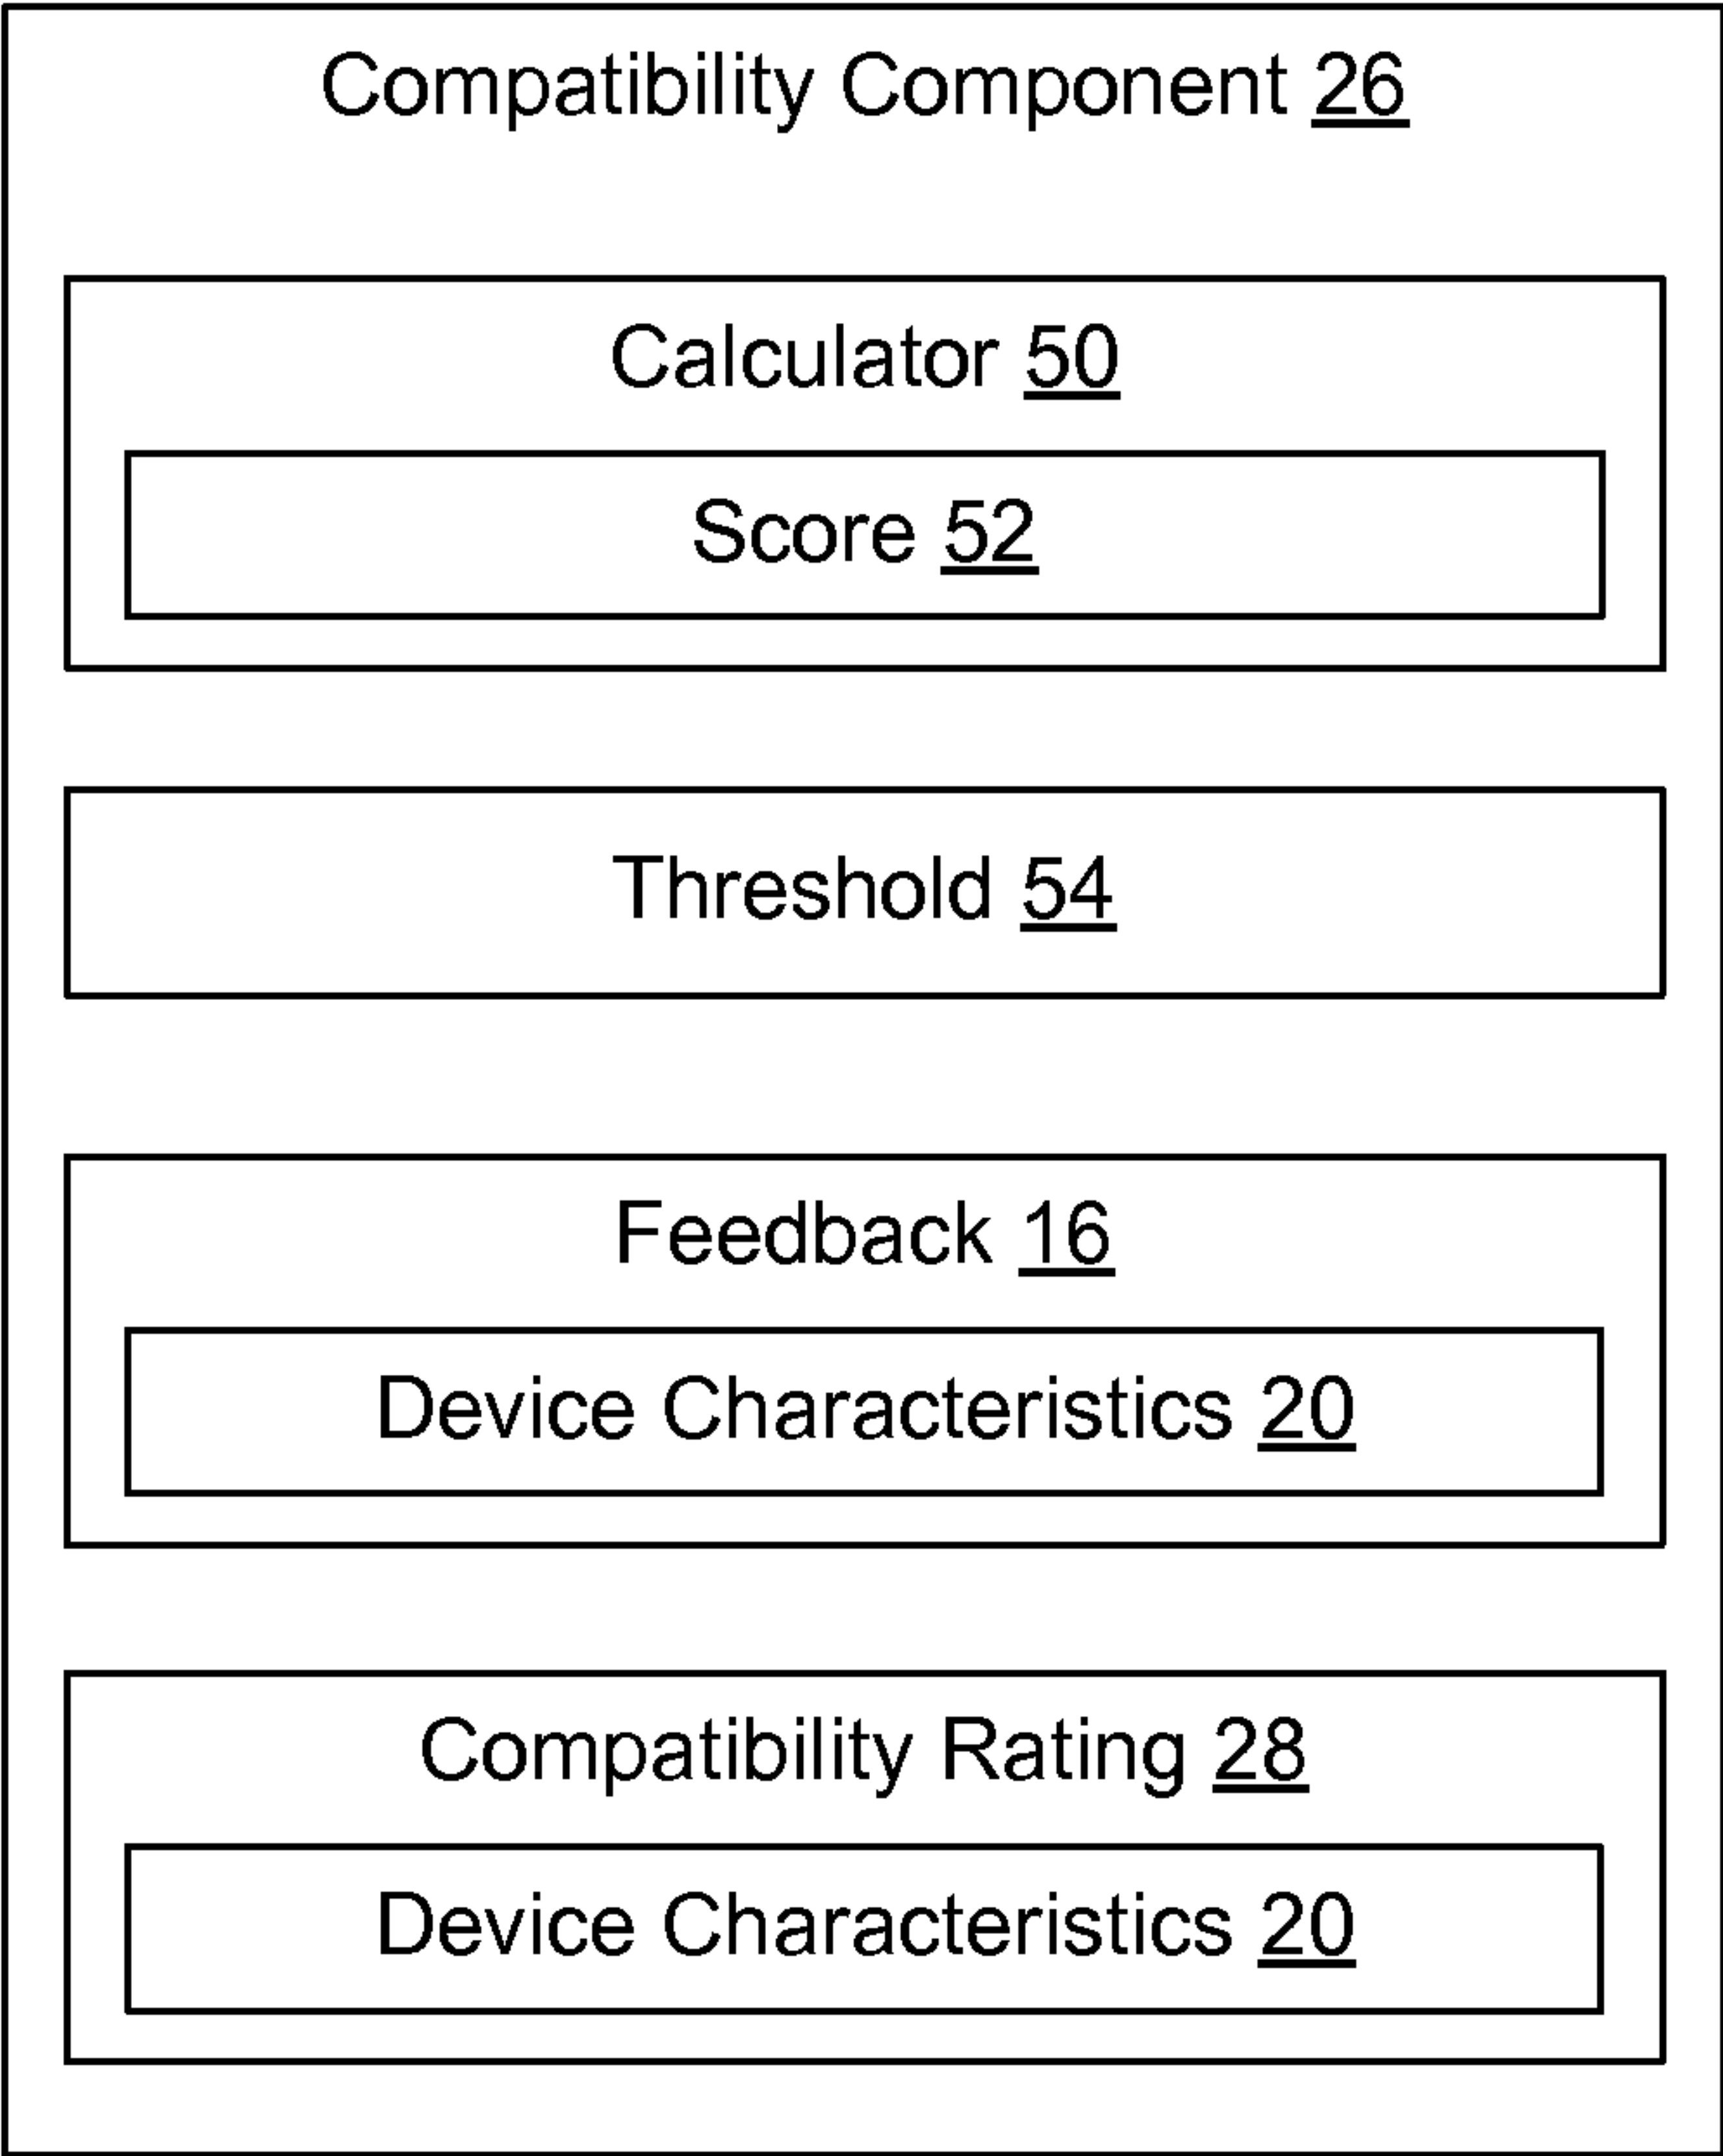 Compatibility Component 26
Calculator 50
Score 52
Threshold 54
Feedback 16
Device Characteristics 20
Compatibility Rating 28
Device Characteristics 20